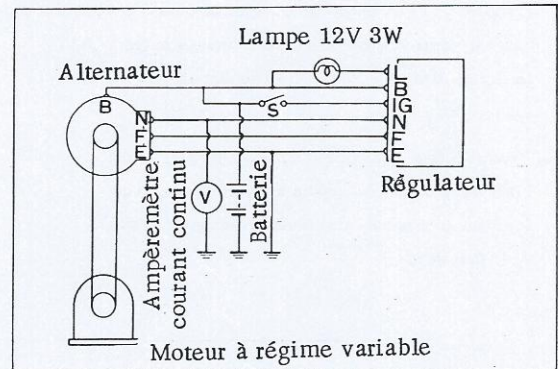 Lampe 12V 3W
Alternateur
B
N
F
E
L
B
IG
N
F
E
S
V
Ampèremètre
courant continu
Batterie
Régulateur
Moteur à régime variable